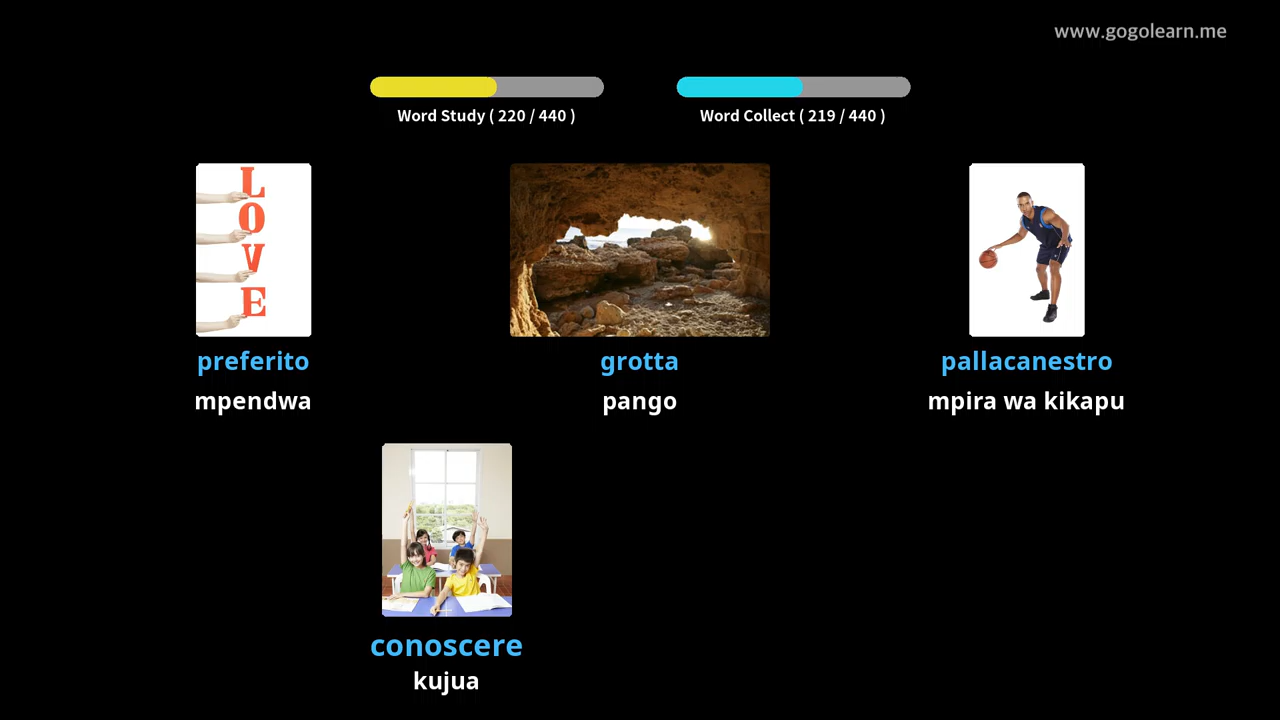 www.gogolearn.me
Word Study ( 220 / 440 )
Word Collect ( 219 / 440 )
LOVE
preferito
grotta
pallacanestro
mpendwa
pango
mpira wa kikapu
conoscere
kujua